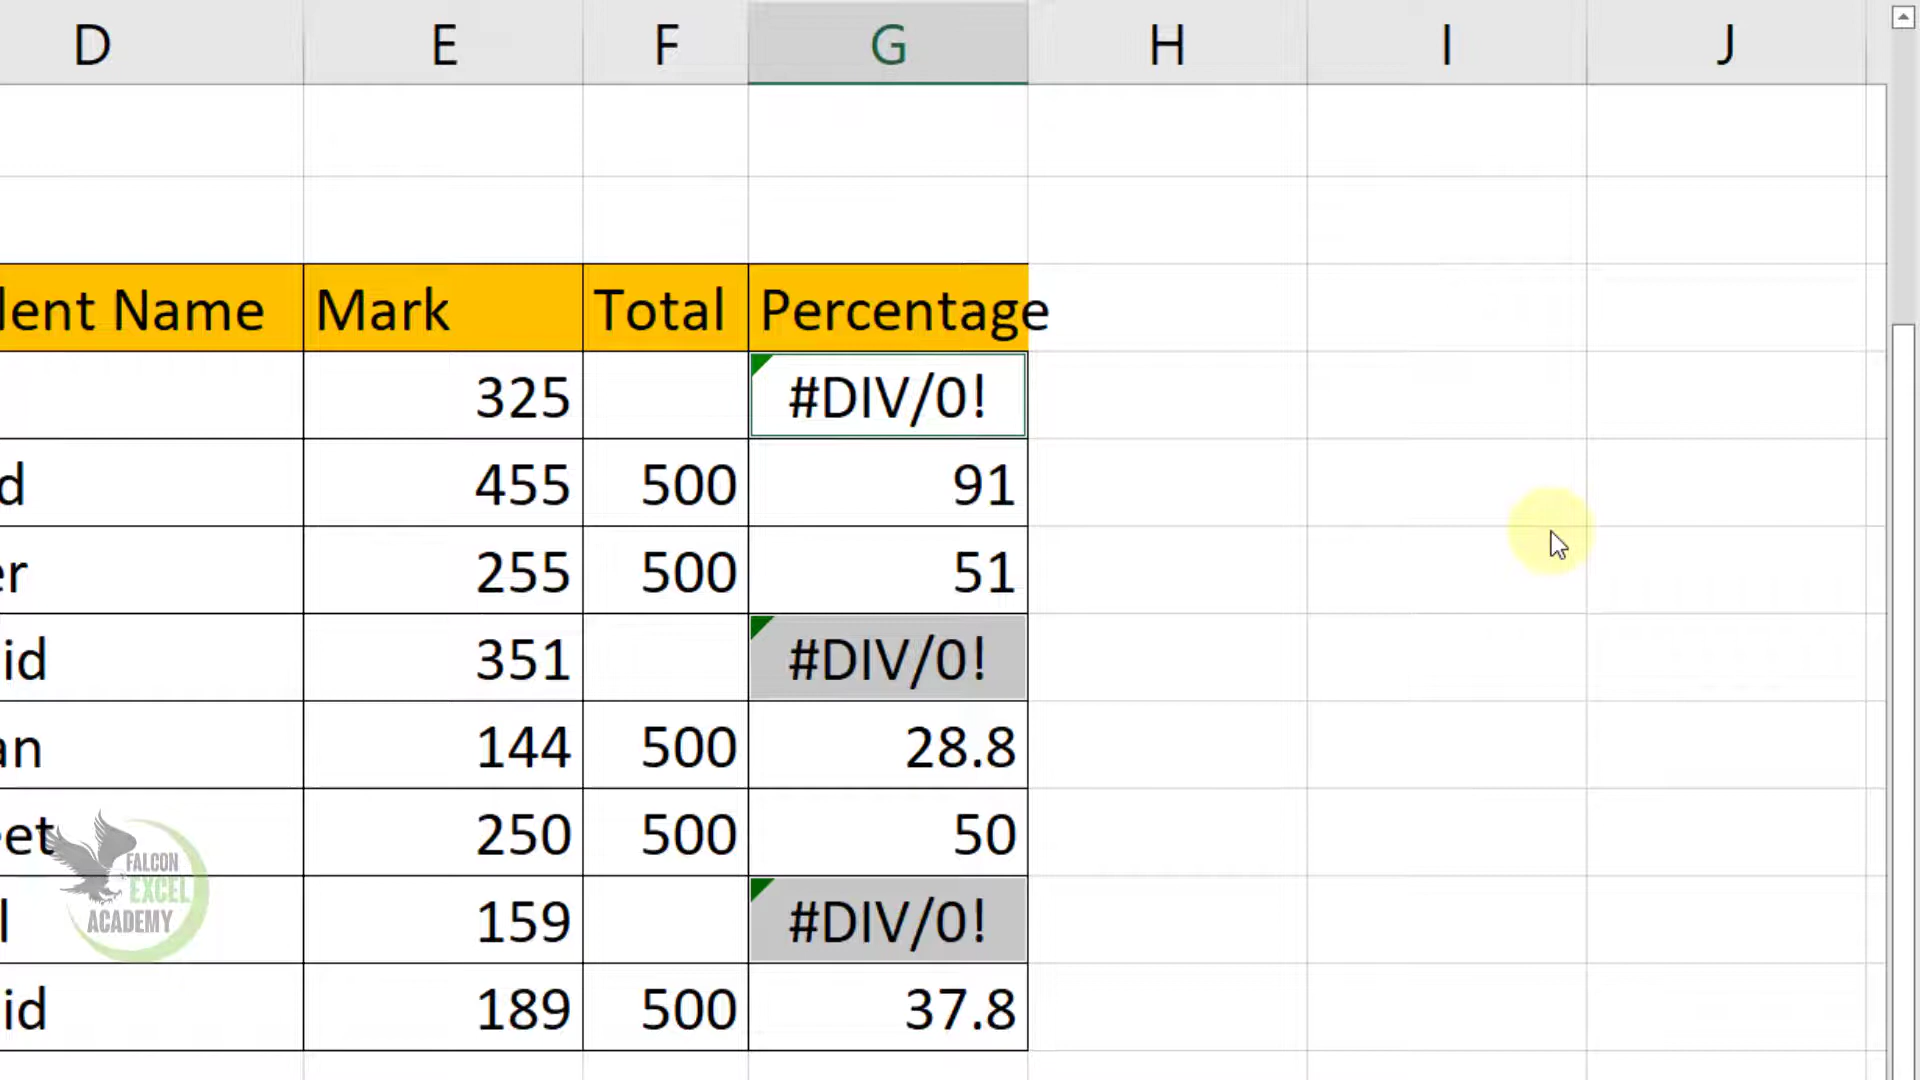 D E F G H I J
lent Name Mark Total Percentage
325 #DIV/0!
d 455 500 91
er 255 500 51
id 351 #DIV/0!
an 144 500 28.8
eet 250 500 50
l 159 #DIV/0!
id 189 500 37.8
FALCON
EXCEL
ACADEMY